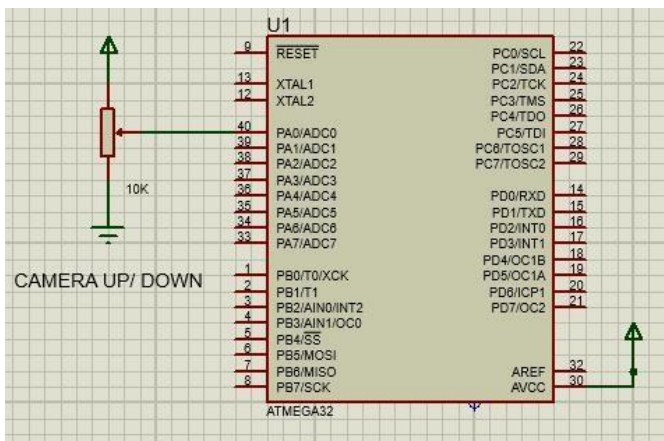 U1
9 RESET
13 XTAL1
12 XTAL2
40 PA0/ADC0
39 PA1/ADC1
38 PA2/ADC2
37 PA3/ADC3
36 PA4/ADC4
35 PA5/ADC5
34 PA6/ADC6
33 PA7/ADC7
1 PB0/T0/XCK
2 PB1/T1
3 PB2/AIN0/INT2
4 PB3/AIN1/OC0
5 PB4/SS
6 PB5/MOSI
7 PB6/MISO
8 PB7/SCK
PC0/SCL 22
PC1/SDA 23
PC2/TCK 24
PC3/TMS 25
PC4/TDO 26
PC5/TDI 27
PC6/TOSC1 28
PC7/TOSC2 29
PD0/RXD 14
PD1/TXD 15
PD2/INT0 16
PD3/INT1 17
PD4/OC1B 18
PD5/OC1A 19
PD6/ICP1 20
PD7/OC2 21
AREF 32
AVCC 30
ATMEGA32
10K
CAMERA UP/ DOWN